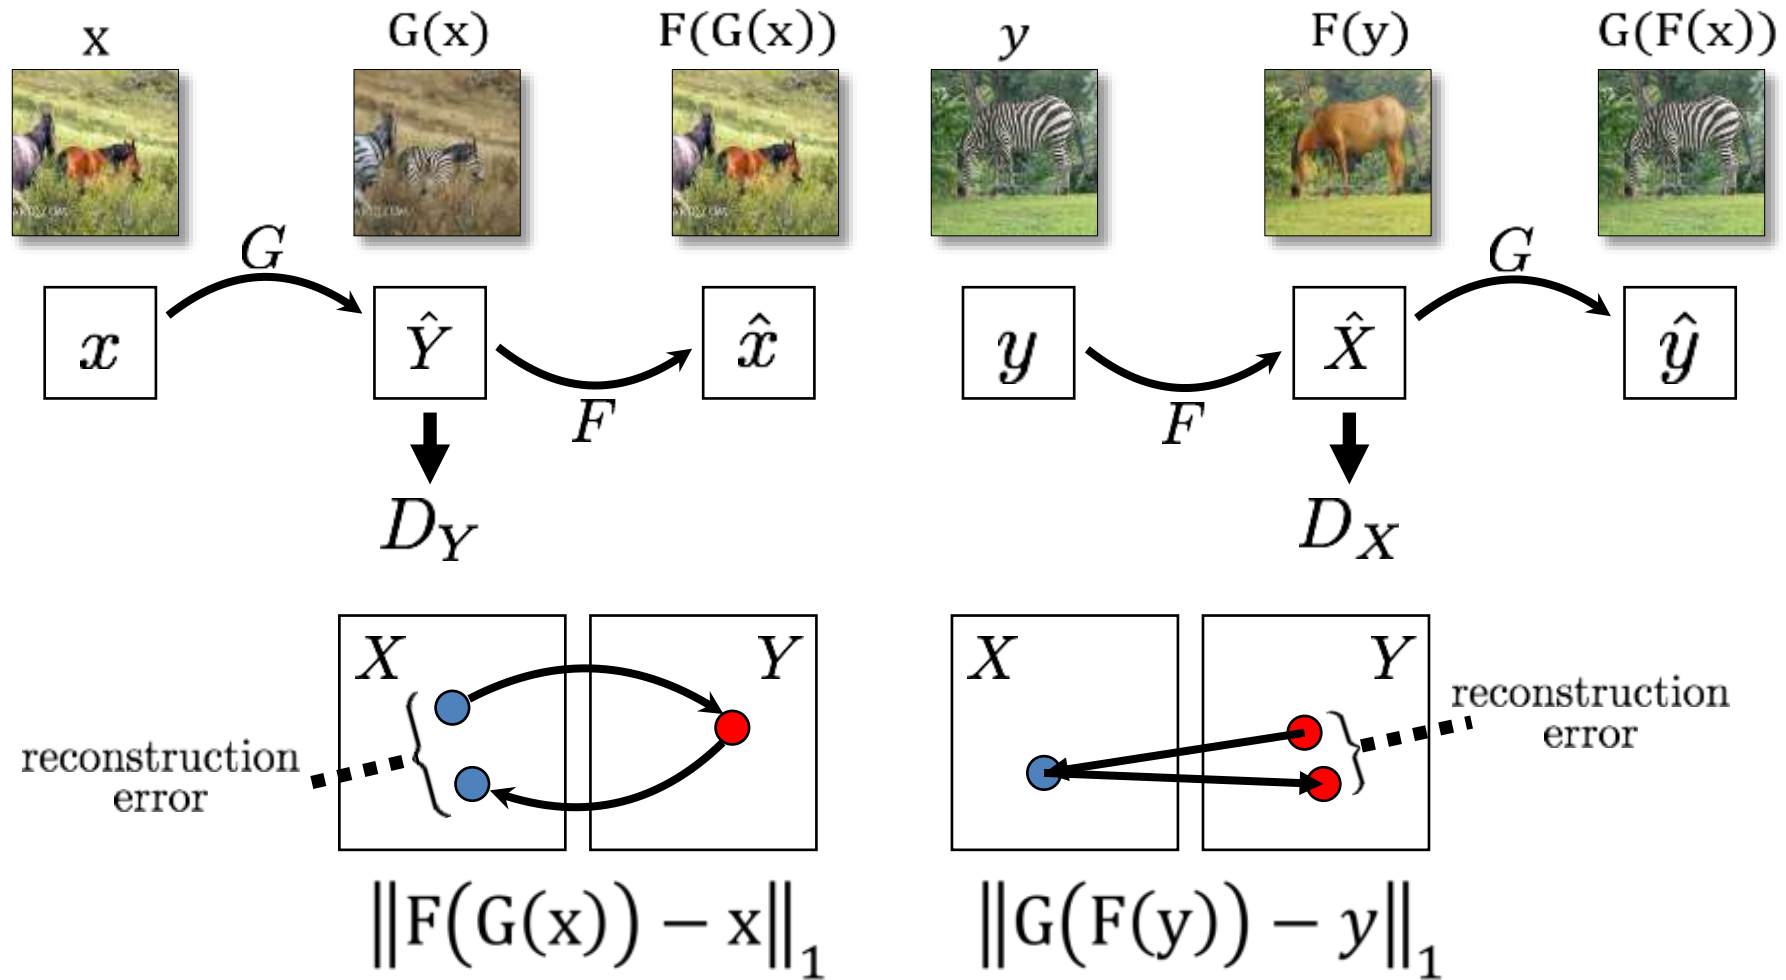 x G(x) F(G(x)) y F(y) G(F(x))
G G
x Ŷ x̂ y X̂ ŷ
F F
D_Y D_X
X Y X Y
reconstruction
error
reconstruction
error
‖F(G(x)) − x‖₁ ‖G(F(y)) − y‖₁